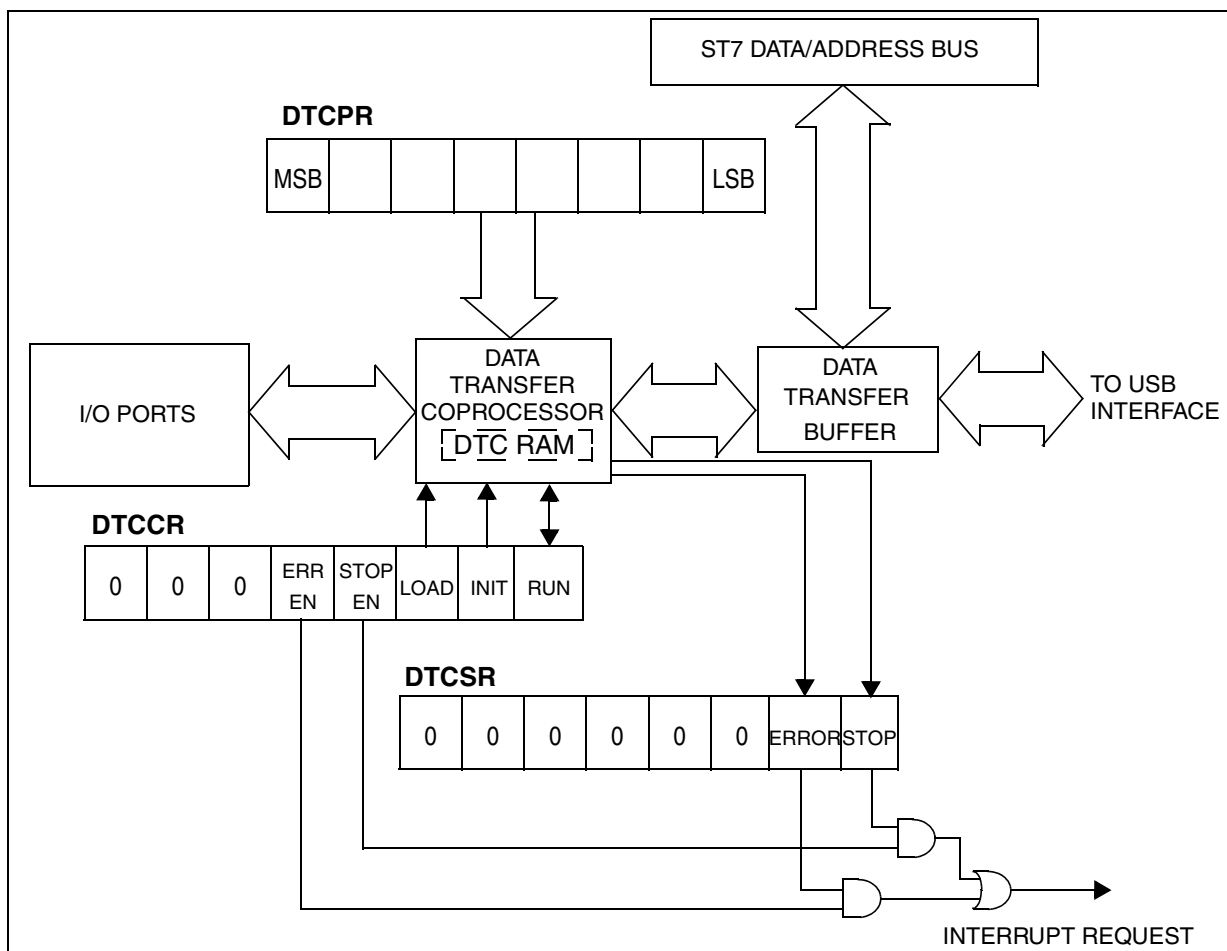 ST7 DATA/ADDRESS BUS
DTCPR
MSB
LSB
I/O PORTS
DATA
TRANSFER
COPROCESSOR
DTC RAM
DATA
TRANSFER
BUFFER
TO USB
INTERFACE
DTCCR
0 0 0 ERR EN STOP EN LOAD INIT RUN
DTCSR
0 0 0 0 0 0 ERROR STOP
INTERRUPT REQUEST